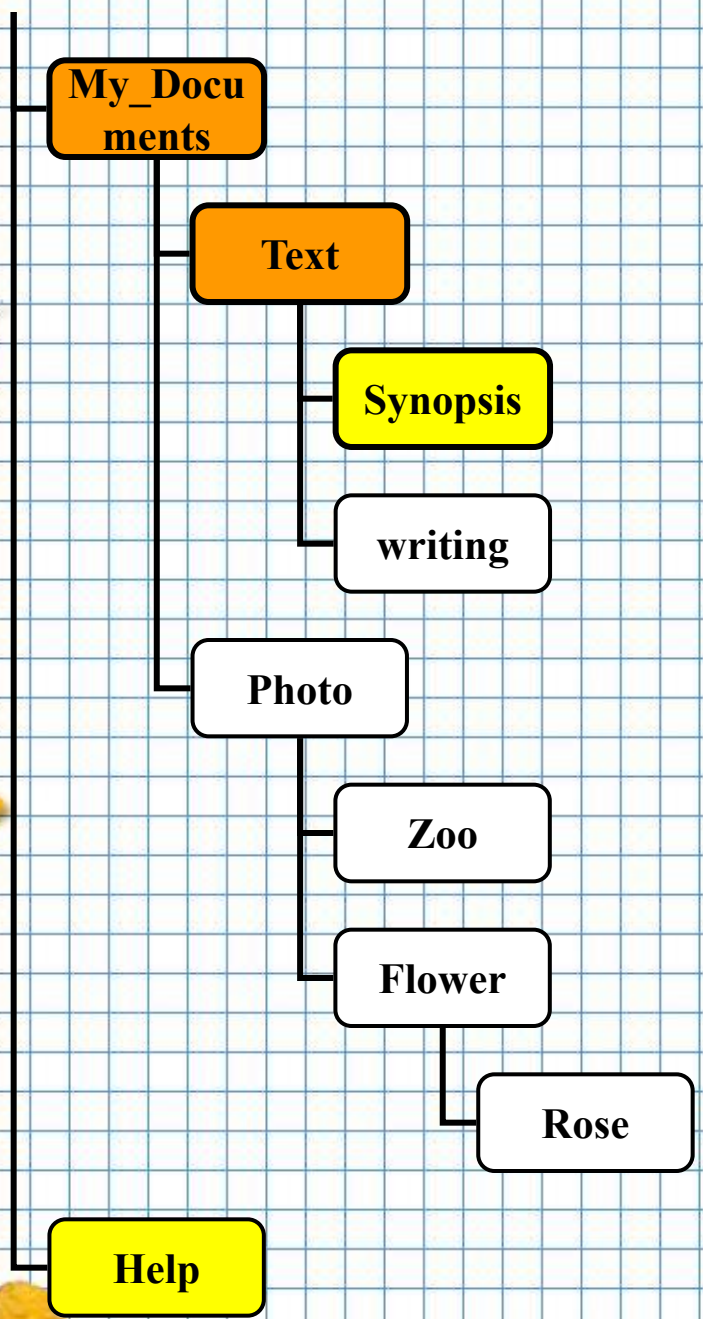 My_Docu
ments
Text
Synopsis
writing
Photo
Zoo
Flower
Rose
Help